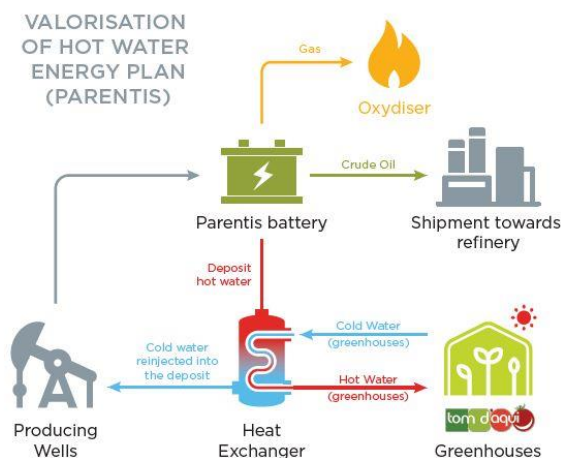 VALORISATION
OF HOT WATER
ENERGY PLAN
(PARENTIS)
Gas
Oxydiser
Crude Oil
Parentis battery
Shipment towards
refinery
Deposit
hot water
Cold water
reinjected into
the deposit
Cold Water
(greenhouses)
Hot Water
(greenhouses)
tom d'aqui
Producing
Wells
Heat
Exchanger
Greenhouses